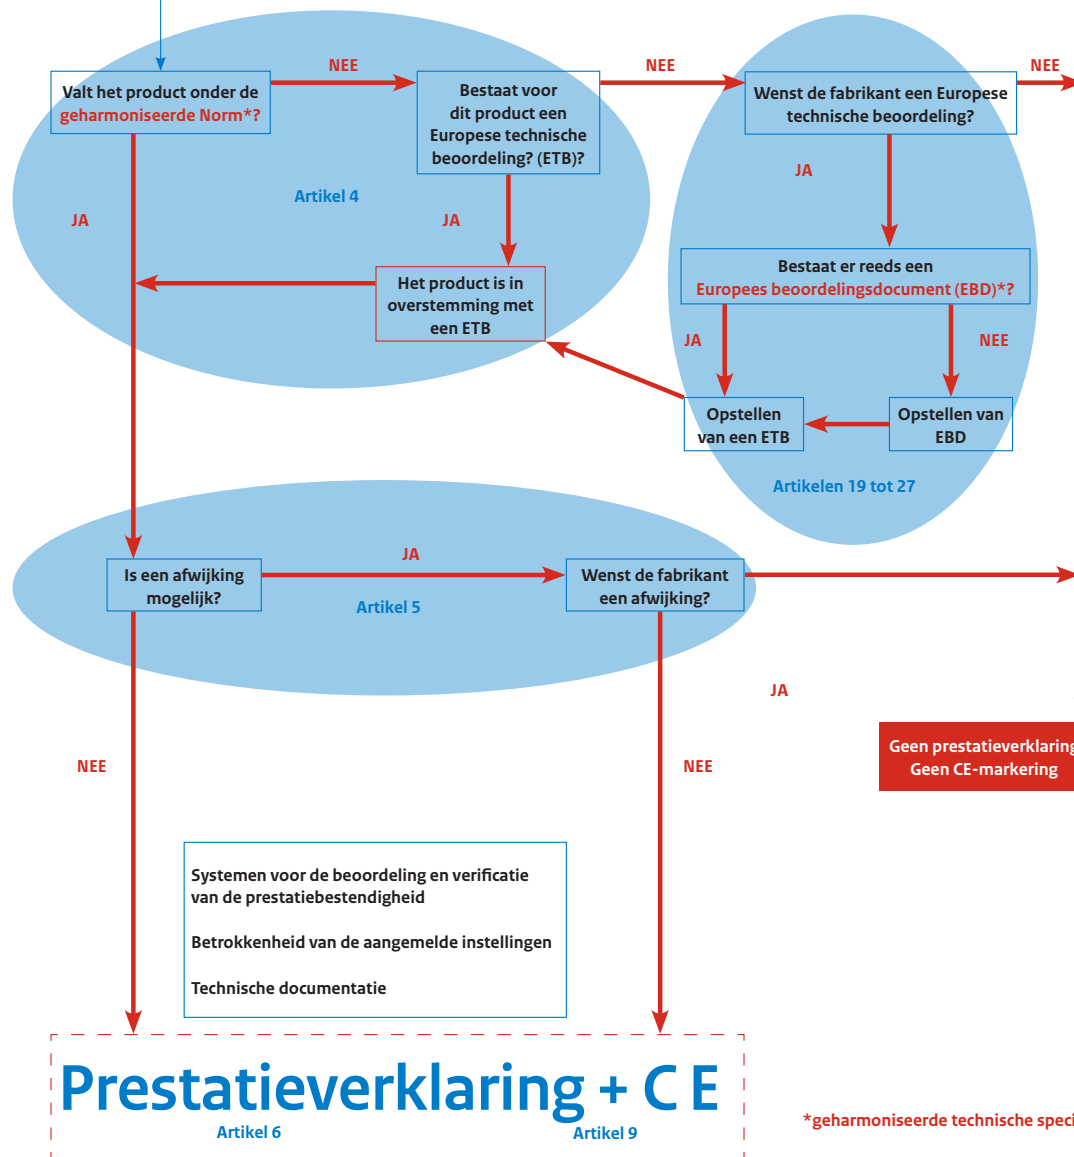 NEE
NEE
NEE
Valt het product onder de
geharmoniseerde Norm*?
Bestaat voor
dit product een
Europese technische
beoordeling? (ETB)?
Wenst de fabrikant een Europese
technische beoordeling?
JA
Artikel 4
JA
JA
Het product is in
overstemming met
een ETB
Bestaat er reeds een
Europees beoordelingsdocument (EBD)*?
JA
NEE
Opstellen
van een ETB
Opstellen van
EBD
Artikelen 19 tot 27
JA
Is een afwijking
mogelijk?
Wenst de fabrikant
een afwijking?
Artikel 5
JA
NEE
NEE
Geen prestatieverklaring
Geen CE-markering
Systemen voor de beoordeling en verificatie
van de prestatiebestendigheid
Betrokkenheid van de aangemelde instellingen
Technische documentatie
Prestatieverklaring + C E
Artikel 6
Artikel 9
*geharmoniseerde technische speci